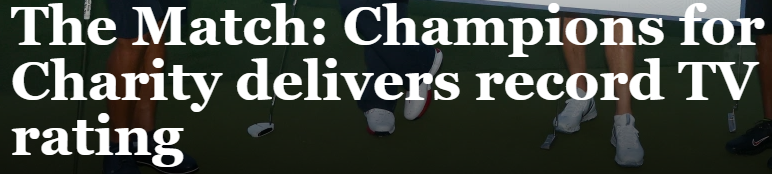 The Match: Champions for
Charity delivers record TV
rating